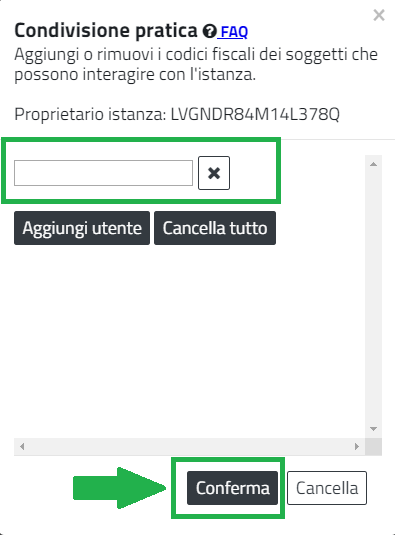 Condivisione pratica ? FAQ
Aggiungi o rimuovi i codici fiscali dei soggetti che
possono interagire con l'istanza.
Proprietario istanza: LVGNDR84M14L378Q
Aggiungi utente Cancella tutto
Conferma Cancella